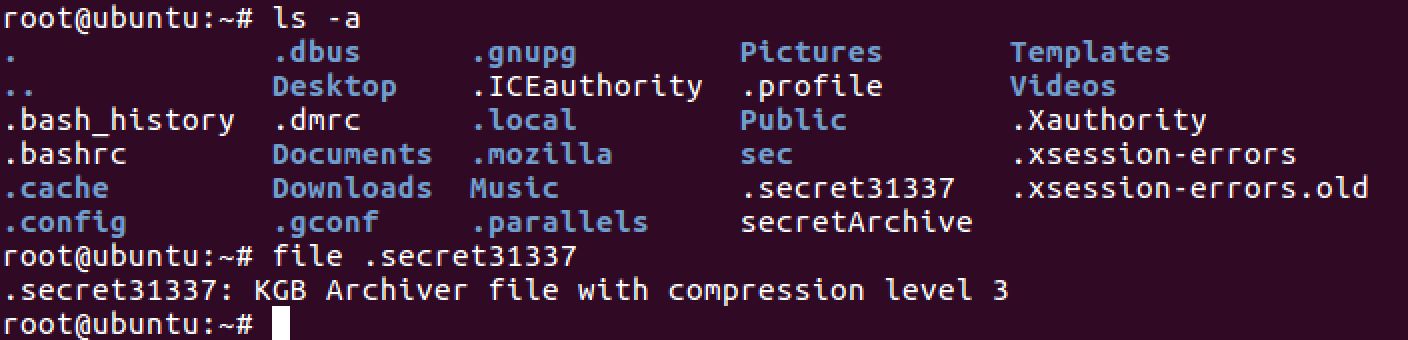 root@ubuntu:~# ls -a
. .dbus .gnupg Pictures Templates
.. Desktop .ICEauthority .profile Videos
.bash_history .dmrc .local Public .Xauthority
.bashrc Documents .mozilla sec .xsession-errors
.cache Downloads Music .secret31337 .xsession-errors.old
.config .gconf .parallels secretArchive
root@ubuntu:~# file .secret31337
.secret31337: KGB Archiver file with compression level 3
root@ubuntu:~#